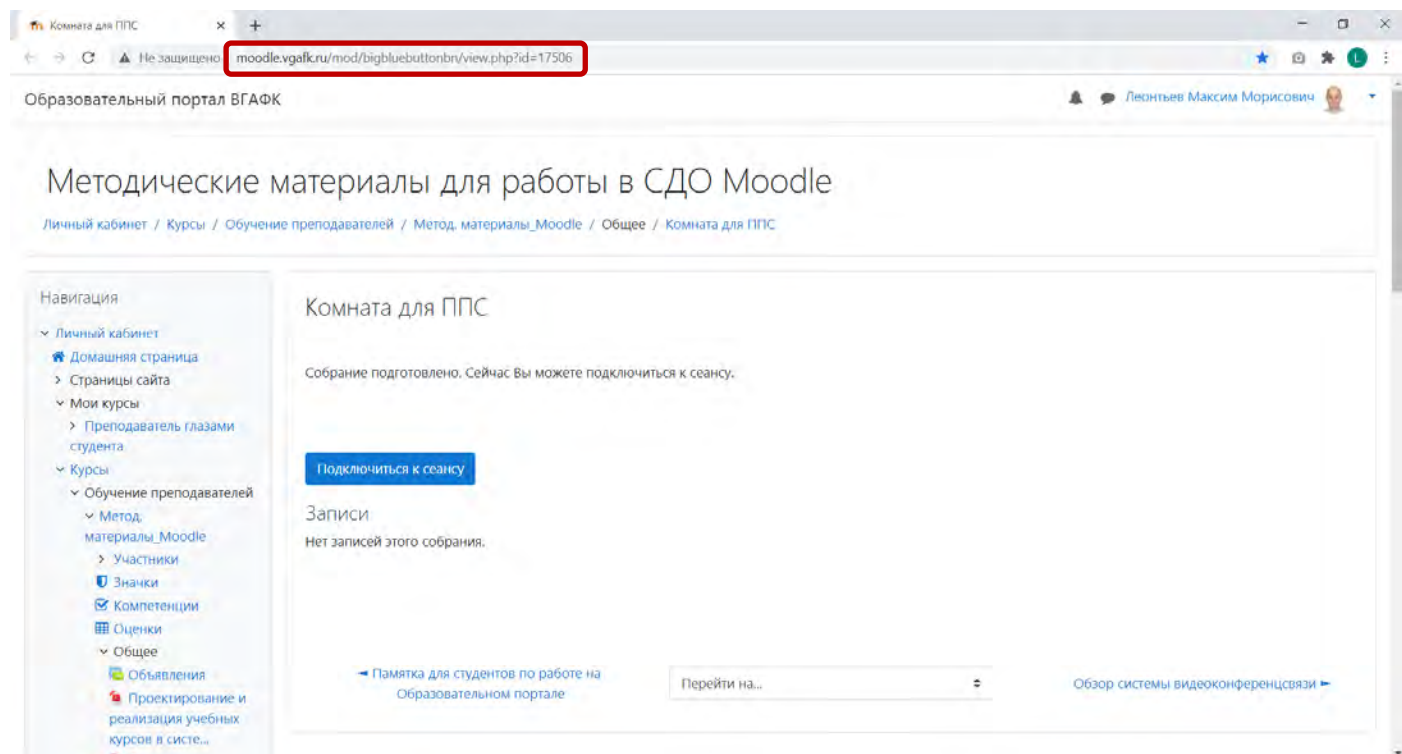 Комната для ППС
Не защищено
moodle.vgafk.ru/mod/bigbluebuttonbn/view.php?id=17506
L
Образовательный портал ВГАФК
Леонтьев Максим Морисович
Методические материалы для работы в СДО Moodle
Личный кабинет / Курсы / Обучение преподавателей / Метод. материалы_Moodle / Общее / Комната для ППС
Навигация
Личный кабинет
Домашняя страница
Страницы сайта
Мои курсы
Преподаватель глазами
студента
Курсы
Обучение преподавателей
Метод.
материалы_Moodle
Участники
Значки
Компетенции
Оценки
Общее
Объявления
Проектирование и
реализация учебных
курсов в систе...
Комната для ППС
Собрание подготовлено. Сейчас Вы можете подключиться к сеансу.
Подключиться к сеансу
Записи
Нет записей этого собрания.
◄ Памятка для студентов по работе на
Образовательном портале
Перейти на...
Обзор системы видеоконференцсвязи ►